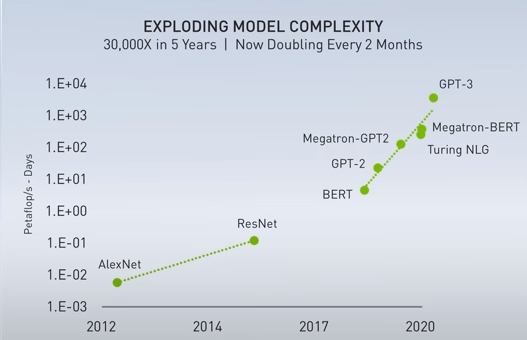 EXPLODING MODEL COMPLEXITY
30,000X in 5 Years | Now Doubling Every 2 Months
GPT-3
1.E+04
1.E+03
Megatron-BERT
Megatron-GPT2
1.E+02
Turing NLG
GPT-2
1.E+01
BERT
1.E+00
Petaflop/s - Days
ResNet
1.E-01
AlexNet
1.E-02
1.E-03
2012 2014 2017 2020